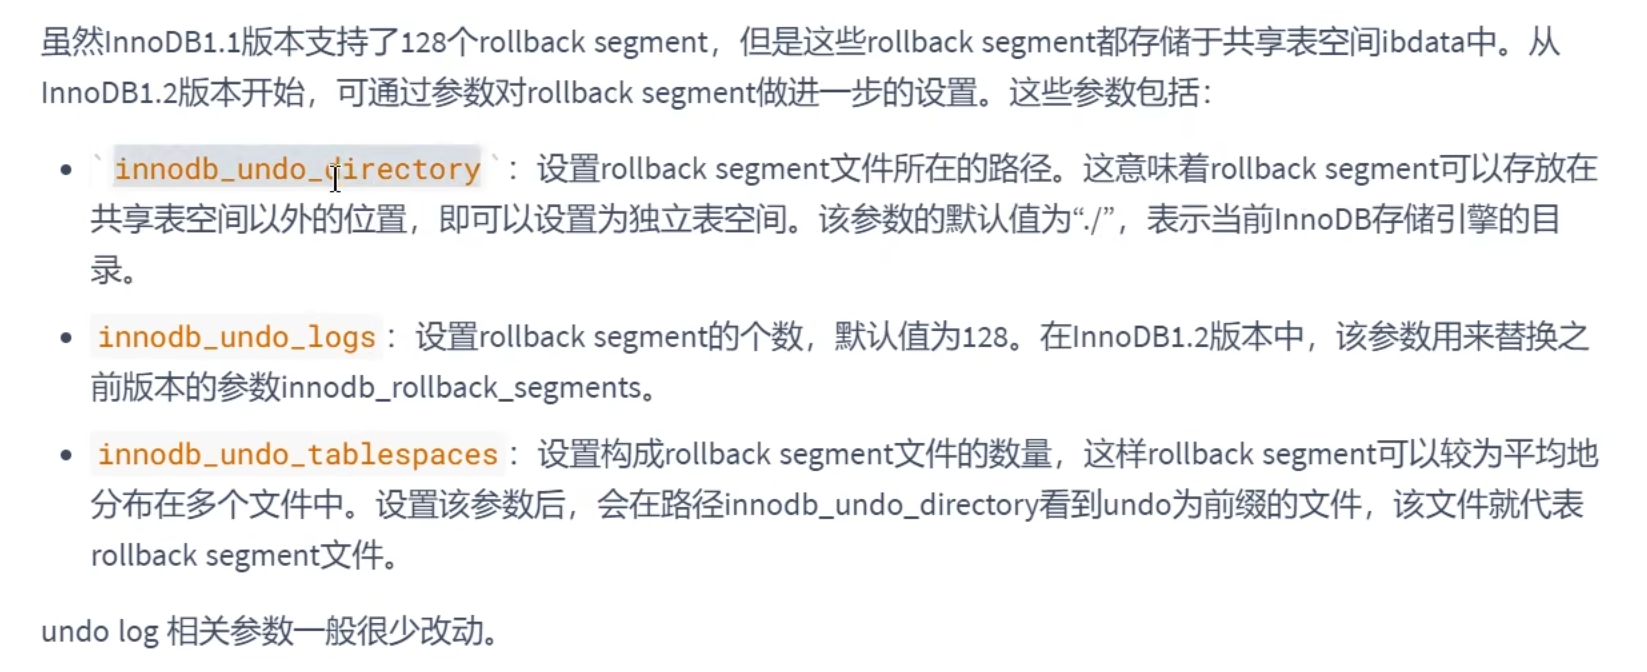 虽然InnoDB1.1版本支持了128个rollback segment，但是这些rollback segment都存储于共享表空间ibdata中。从
InnoDB1.2版本开始，可通过参数对rollback segment做进一步的设置。这些参数包括：
• `innodb_undo_directory`：设置rollback segment文件所在的路径。这意味着rollback segment可以存放在
共享表空间以外的位置，即可以设置为独立表空间。该参数的默认值为“./”，表示当前InnoDB存储引擎的目
录。
• innodb_undo_logs：设置rollback segment的个数，默认值为128。在InnoDB1.2版本中，该参数用来替换之
前版本的参数innodb_rollback_segments。
• innodb_undo_tablespaces：设置构成rollback segment文件的数量，这样rollback segment可以较为平均地
分布在多个文件中。设置该参数后，会在路径innodb_undo_directory看到undo为前缀的文件，该文件就代表
rollback segment文件。
undo log 相关参数一般很少改动。